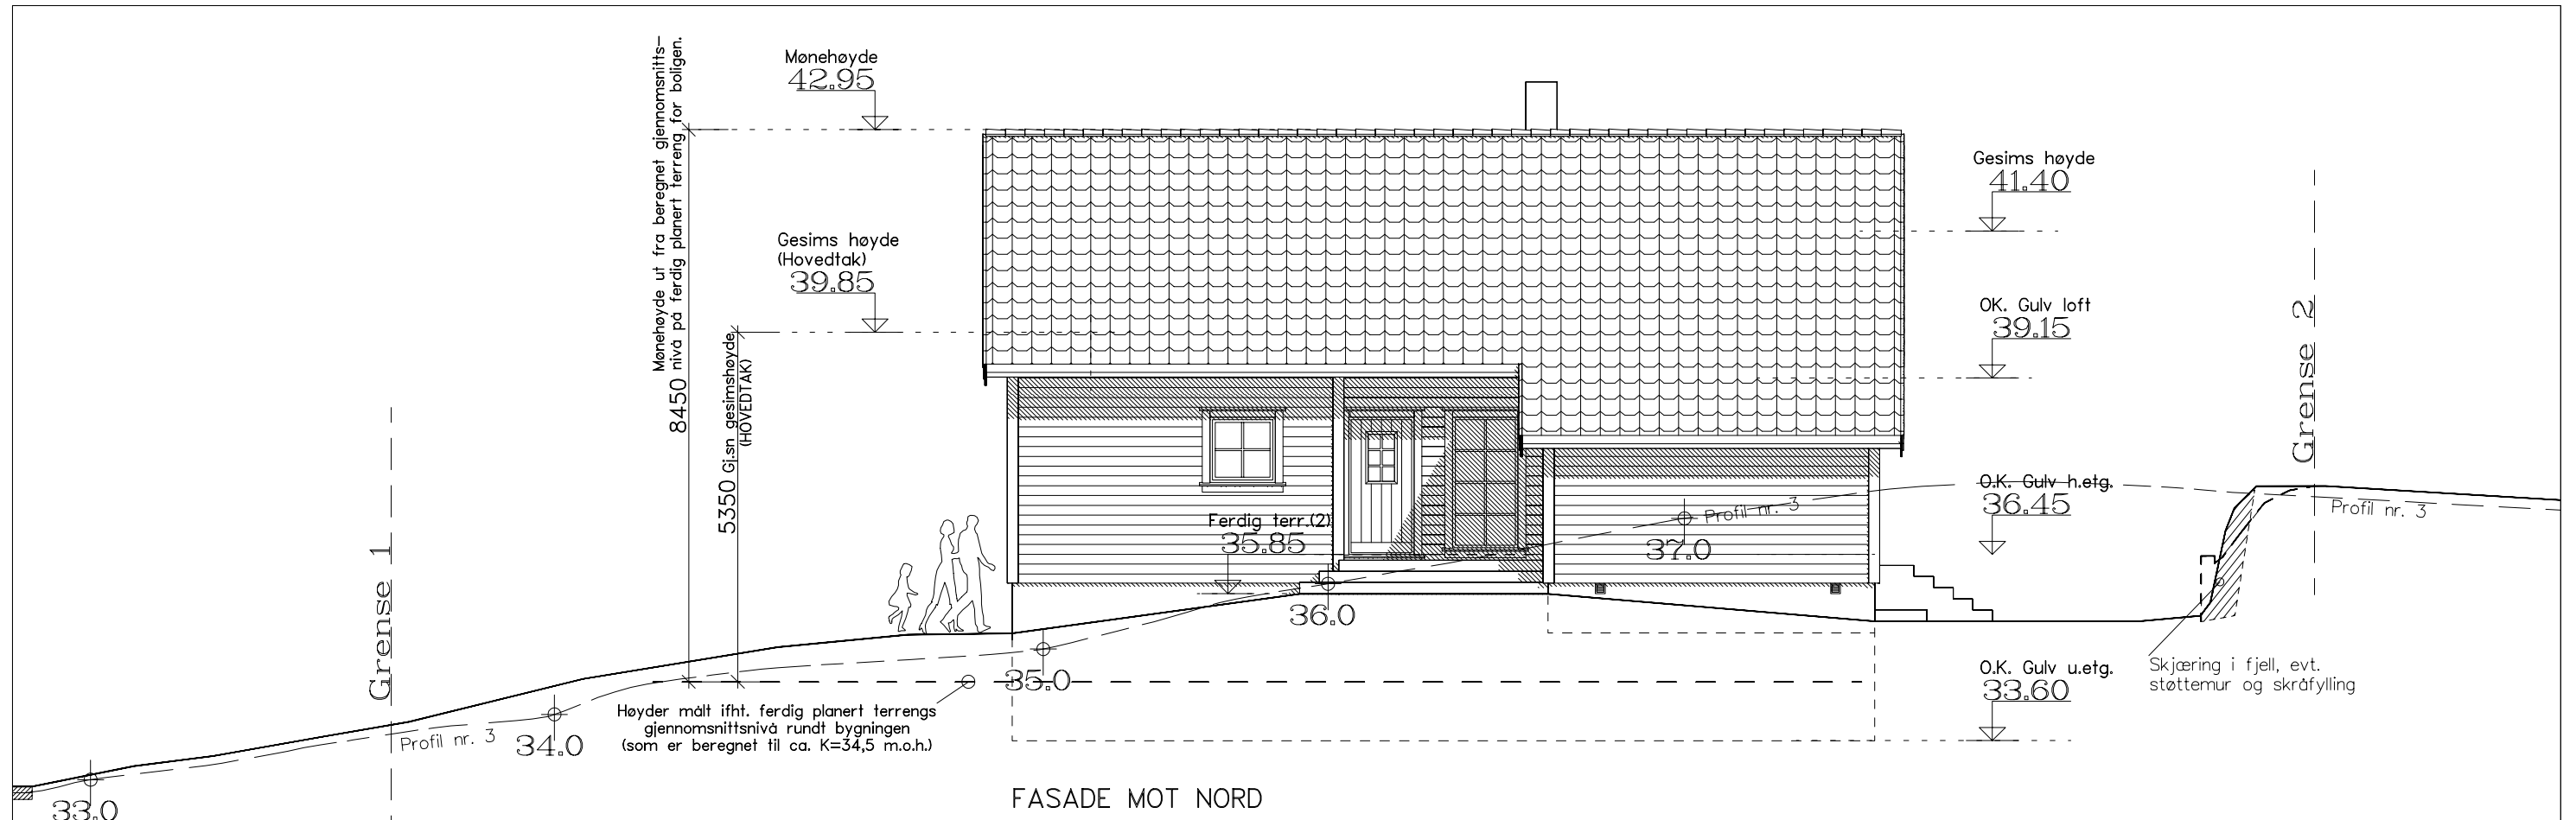 Mønehøyde
42.95
Mønehøyde ut fra beregnet gjennomsnitts-
nivå på ferdig planert terreng for boligen.
8450
Gesims høyde
41.40
Gesims høyde
(Hovedtak)
39.85
OK. Gulv loft
39.15
5350 Gj.sn gesimshøyde
(HOVEDTAK)
Grense 2
O.K. Gulv h.etg.
36.45
Profil nr. 3
Profil nr. 3
Ferdig terr.(2)
35.85
37.0
Grense 1
36.0
O.K. Gulv u.etg.
33.60
Skjæring i fjell, evt.
støttemur og skråfylling
35.0
Høyder målt ifht. ferdig planert terrengs
gjennomsnittsnivå rundt bygningen
(som er beregnet til ca. K=34,5 m.o.h.)
Profil nr. 3
34.0
33.0
FASADE MOT NORD